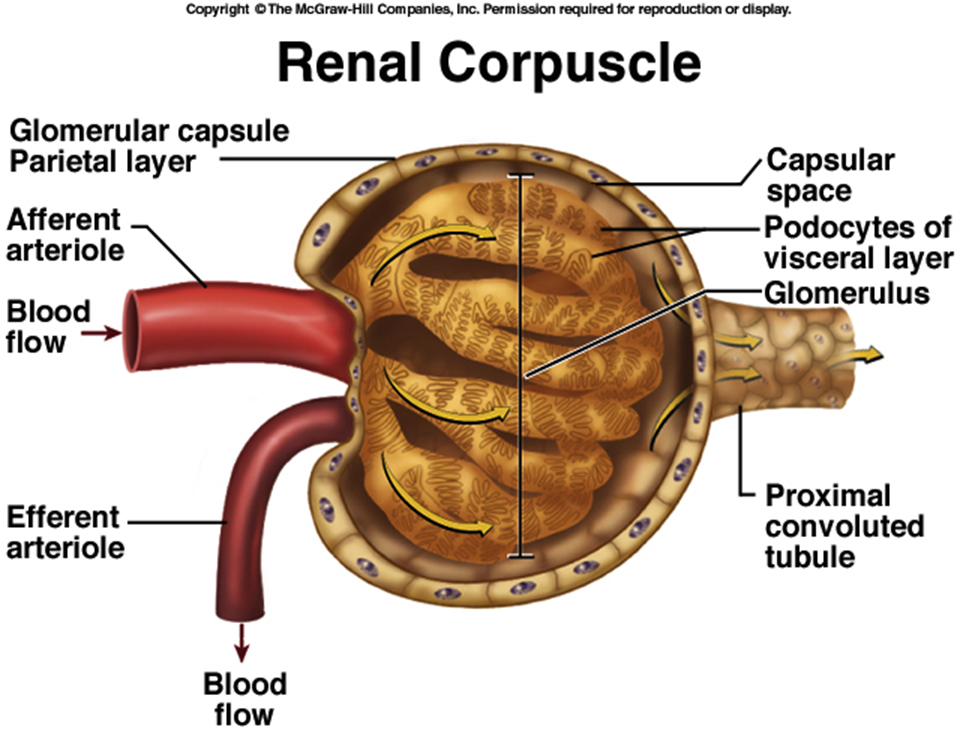 Copyright © The McGraw-Hill Companies, Inc. Permission required for reproduction or display.
Renal Corpuscle
Glomerular capsule
Parietal layer
Afferent
arteriole
Blood
flow
Efferent
arteriole
Blood
flow
Capsular
space
Podocytes of
visceral layer
Glomerulus
Proximal
convoluted
tubule